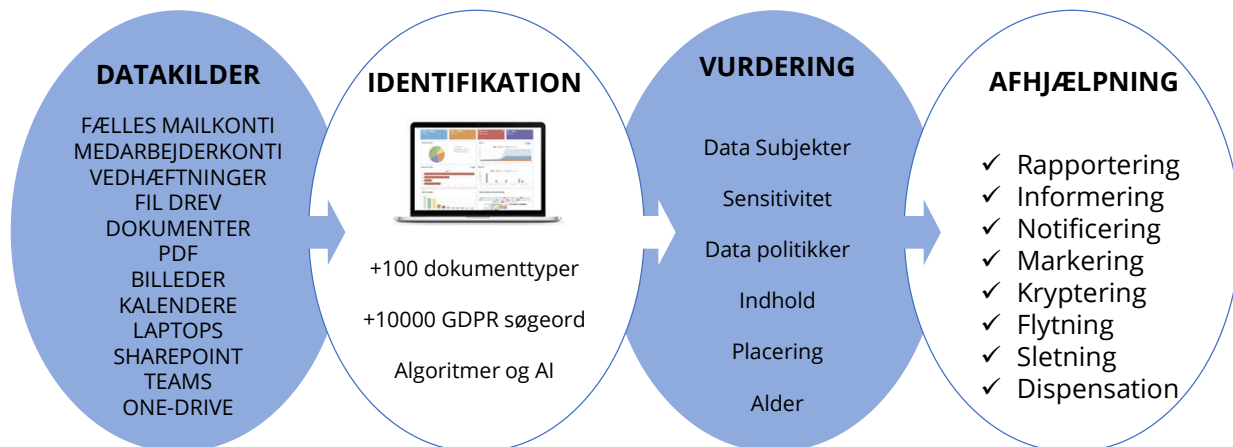 DATAKILDER
FÆLLES MAILKONTI
MEDARBEJDERKONTI
VEDHÆFTNINGER
FIL DREV
DOKUMENTER
PDF
BILLEDER
KALENDERE
LAPTOPS
SHAREPOINT
TEAMS
ONE-DRIVE
IDENTIFIKATION
+100 dokumenttyper
+10000 GDPR søgeord
Algoritmer og AI
VURDERING
Data Subjekter
Sensitivitet
Data politikker
Indhold
Placering
Alder
AFHJÆLPNING
✓ Rapportering
✓ Informering
✓ Notificering
✓ Markering
✓ Kryptering
✓ Flytning
✓ Sletning
✓ Dispensation